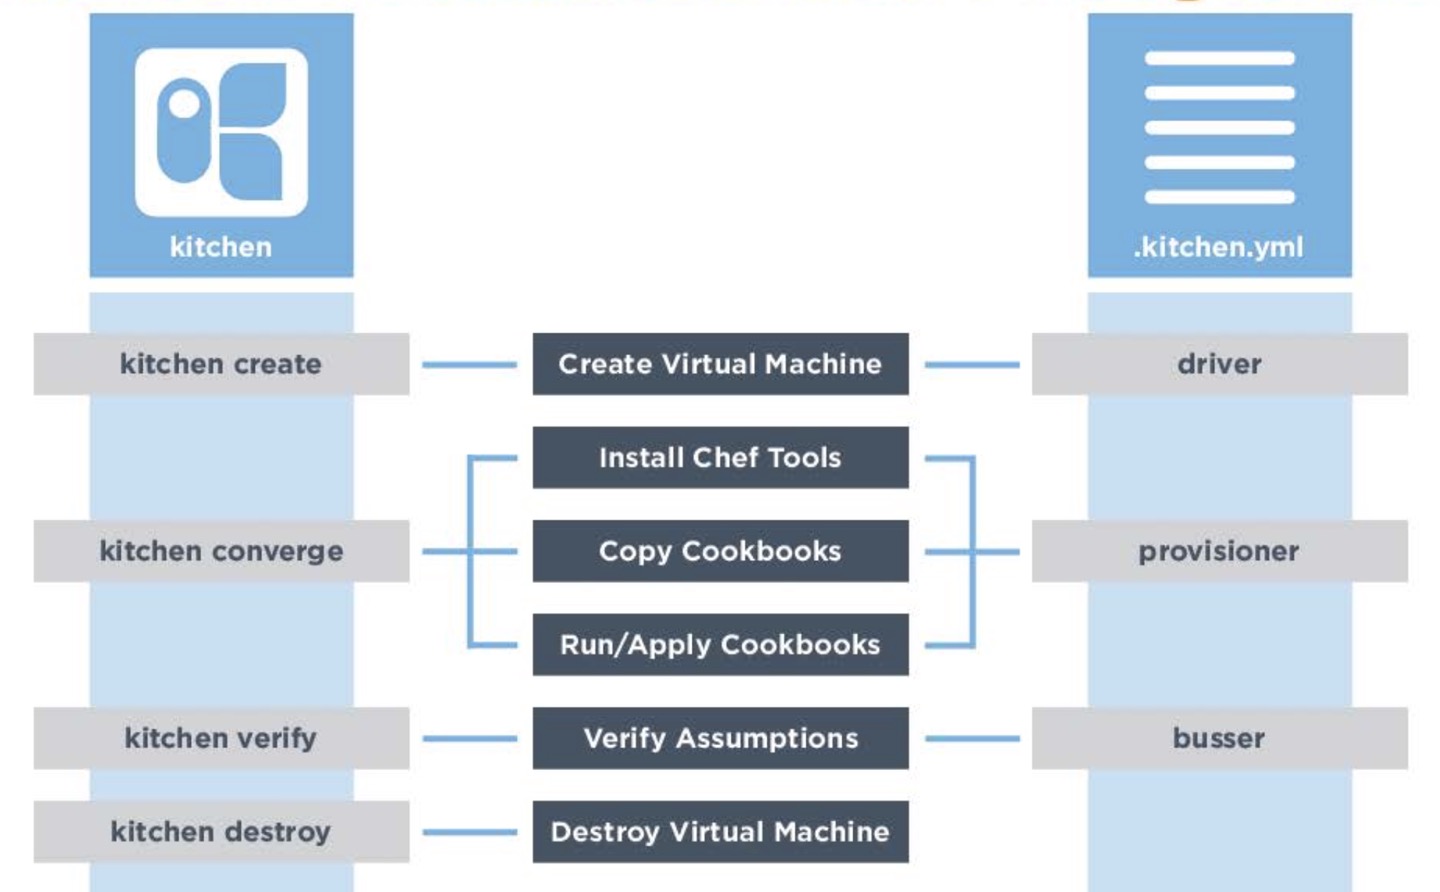 kitchen
.kitchen.yml
kitchen create
Create Virtual Machine
driver
Install Chef Tools
kitchen converge
Copy Cookbooks
provisioner
Run/Apply Cookbooks
kitchen verify
Verify Assumptions
busser
kitchen destroy
Destroy Virtual Machine